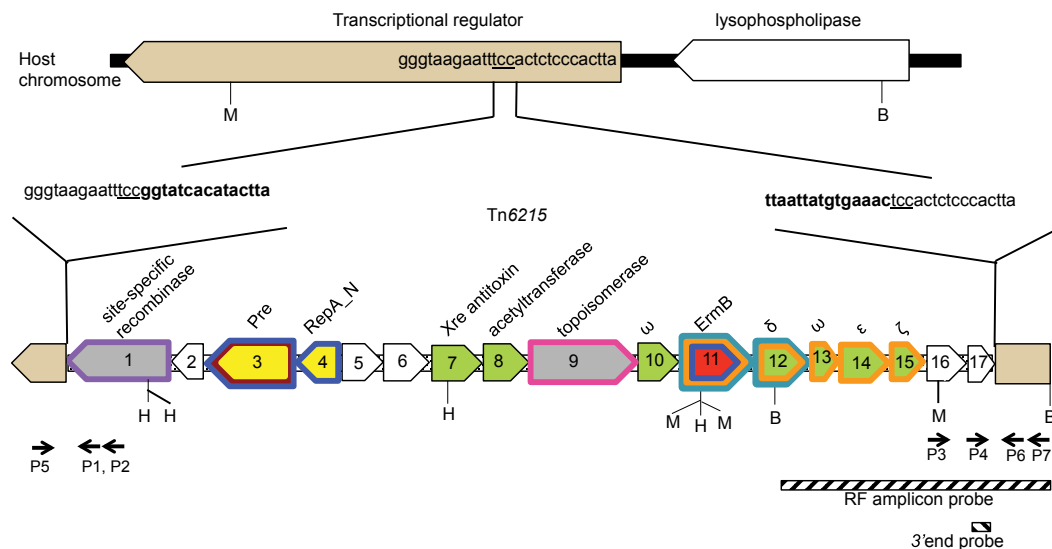 Transcriptional regulator
lysophospholipase
Host
chromosome
gggtaagaatttccactctcccactta
M
B
gggtaagaatttccggtatcacatactta
ttaattatgtgaaactccactctcccactta
Tn6215
site-specific
recombinase
Pre
RepA_N
Xre antitoxin
acetyltransferase
topoisomerase
ω
ErmB
δ
ω
ε
ζ
1
2
3
4
5
6
7
8
9
10
11
12
13
14
15
16
17
H
H
H
M
H
M
B
M
B
P5
P1, P2
P3
P4
P6
P7
RF amplicon probe
3'end probe